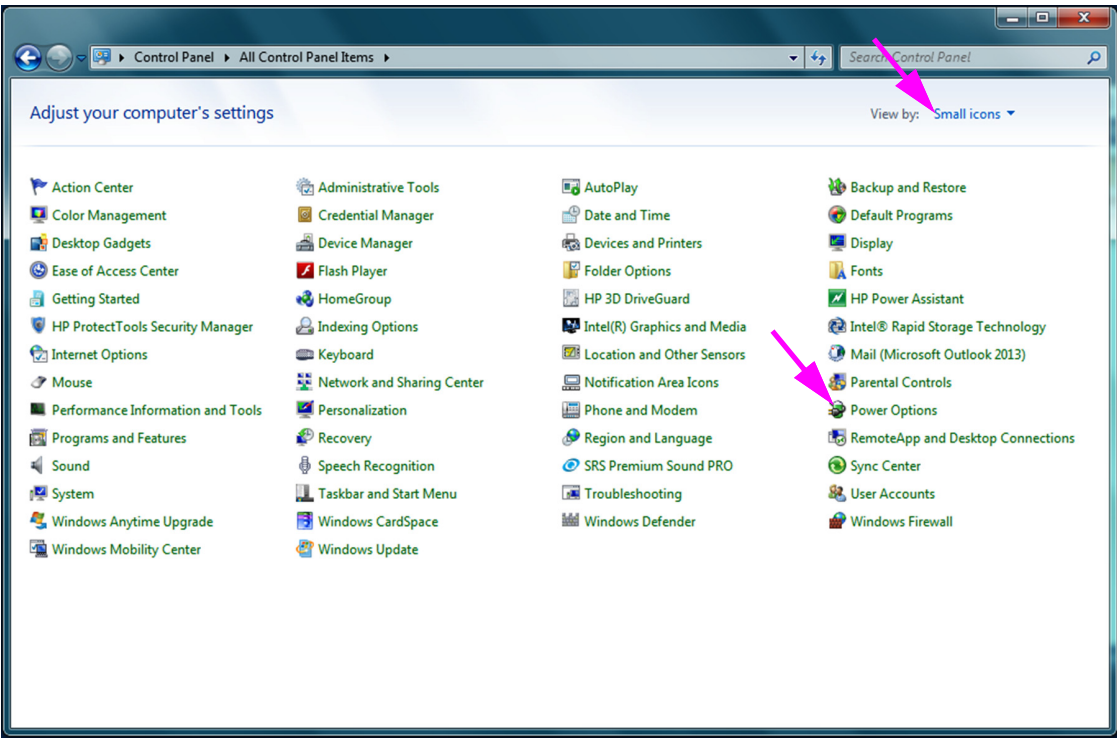 Control Panel All Control Panel Items Search Control Panel
Adjust your computer's settings View by: Small icons
Action Center Administrative Tools AutoPlay Backup and Restore
Color Management Credential Manager Date and Time Default Programs
Desktop Gadgets Device Manager Devices and Printers Display
Ease of Access Center Flash Player Folder Options Fonts
Getting Started HomeGroup HP 3D DriveGuard HP Power Assistant
HP ProtectTools Security Manager Indexing Options Intel(R) Graphics and Media Intel® Rapid Storage Technology
Internet Options Keyboard Location and Other Sensors Mail (Microsoft Outlook 2013)
Mouse Network and Sharing Center Notification Area Icons Parental Controls
Performance Information and Tools Personalization Phone and Modem Power Options
Programs and Features Recovery Region and Language RemoteApp and Desktop Connections
Sound Speech Recognition SRS Premium Sound PRO Sync Center
System Taskbar and Start Menu Troubleshooting User Accounts
Windows Anytime Upgrade Windows CardSpace Windows Defender Windows Firewall
Windows Mobility Center Windows Update